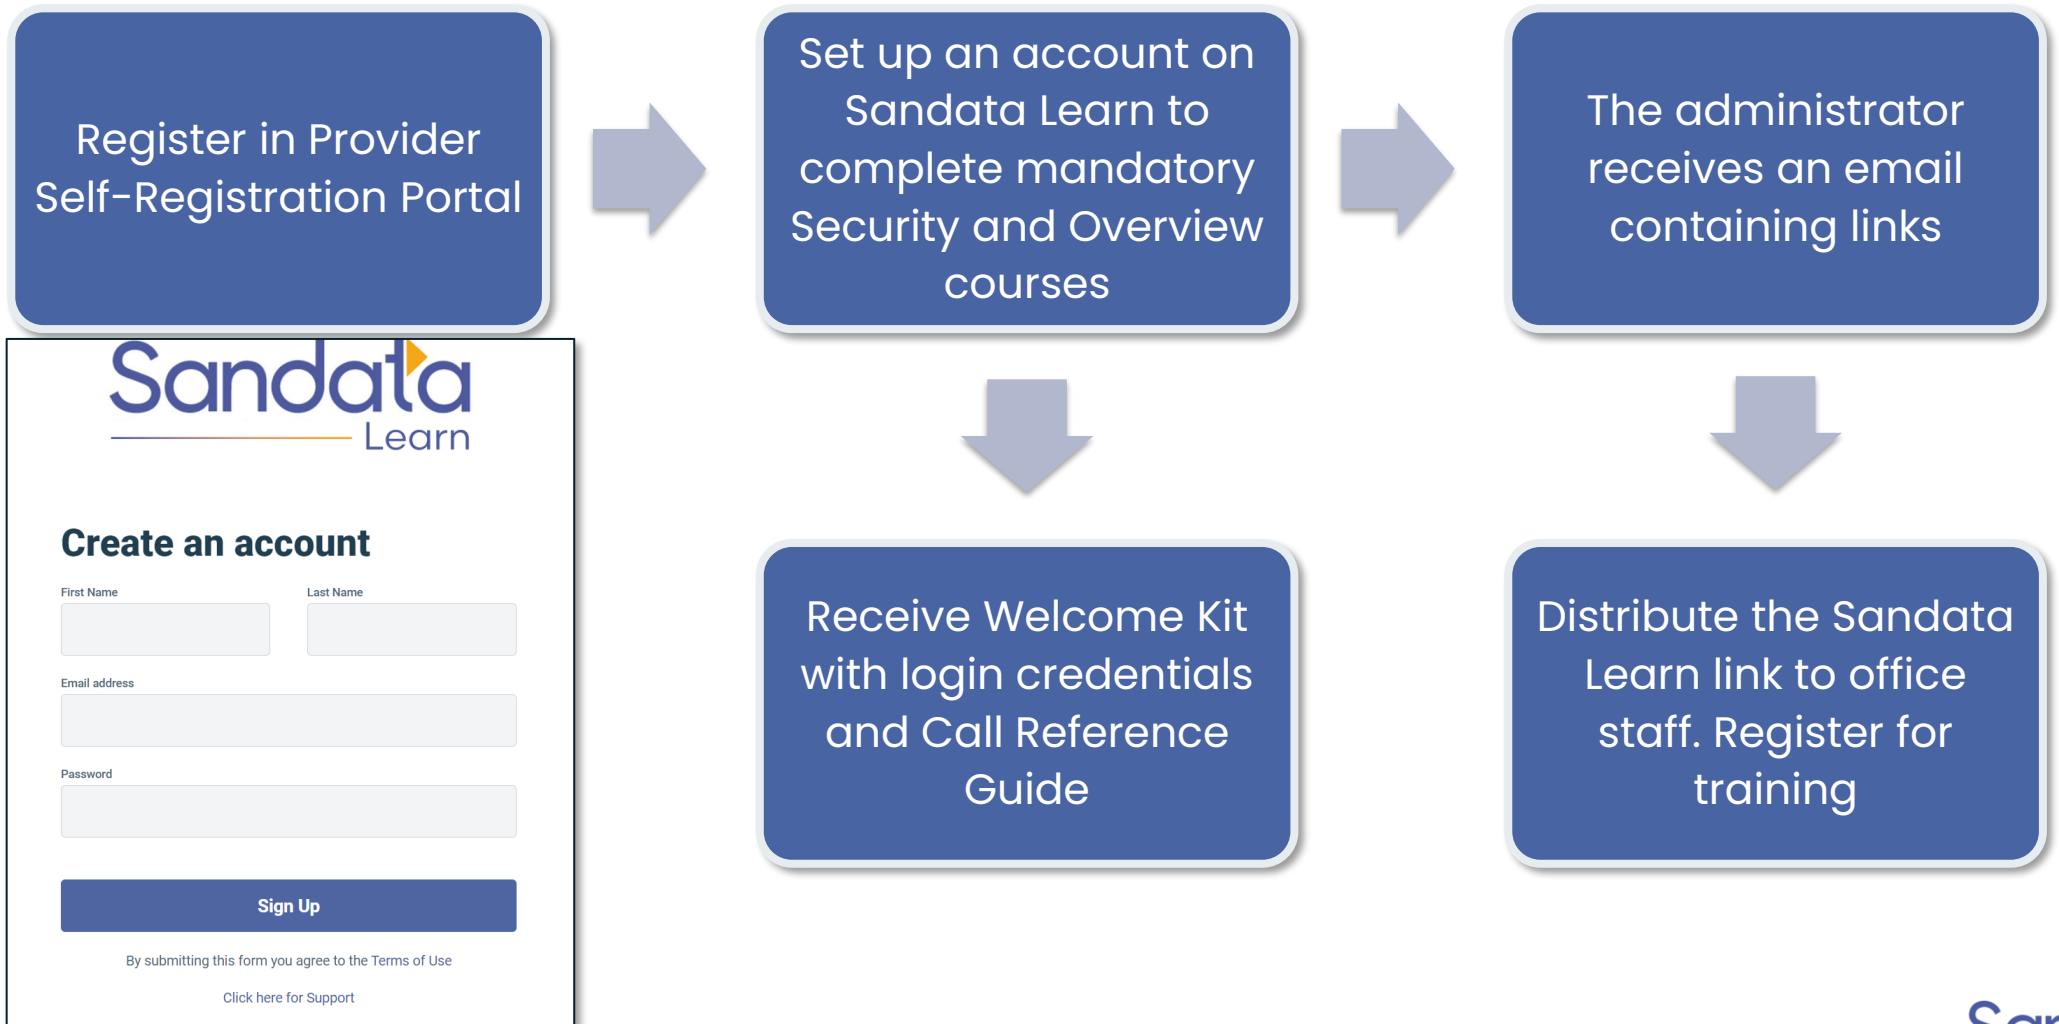 Register in Provider
Self-Registration Portal
Set up an account on
Sandata Learn to
complete mandatory
Security and Overview
courses
The administrator
receives an email
containing links
Sandata
Learn
Create an account
First Name
Last Name
Email address
Password
Sign Up
By submitting this form you agree to the Terms of Use
Click here for Support
Receive Welcome Kit
with login credentials
and Call Reference
Guide
Distribute the Sandata
Learn link to office
staff. Register for
training